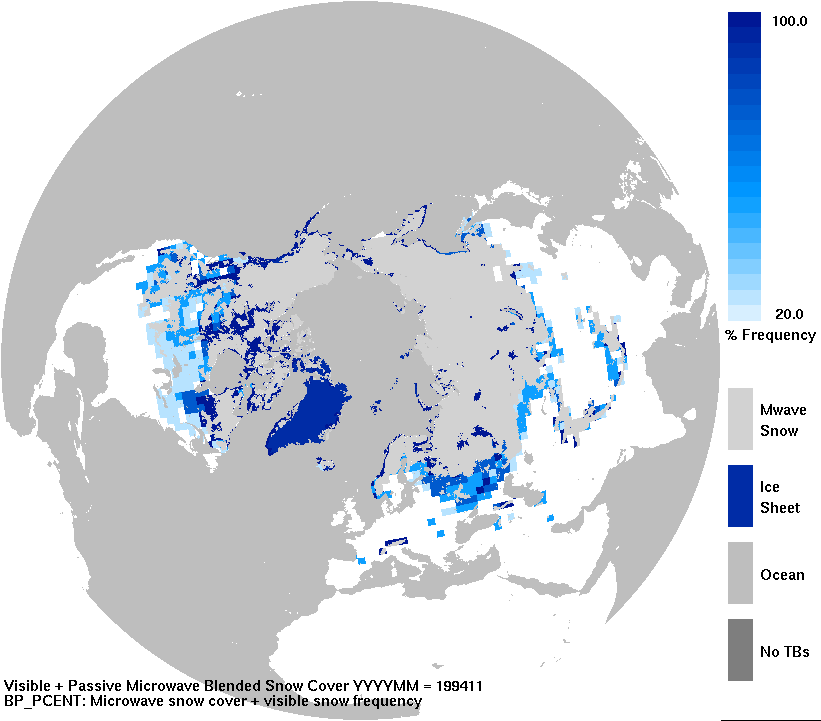 100.0
20.0
% Frequency
Mwave
Snow
Ice
Sheet
Ocean
No TBs
Visible + Passive Microwave Blended Snow Cover YYYYMM = 199411
BP_PCENT: Microwave snow cover + visible snow frequency